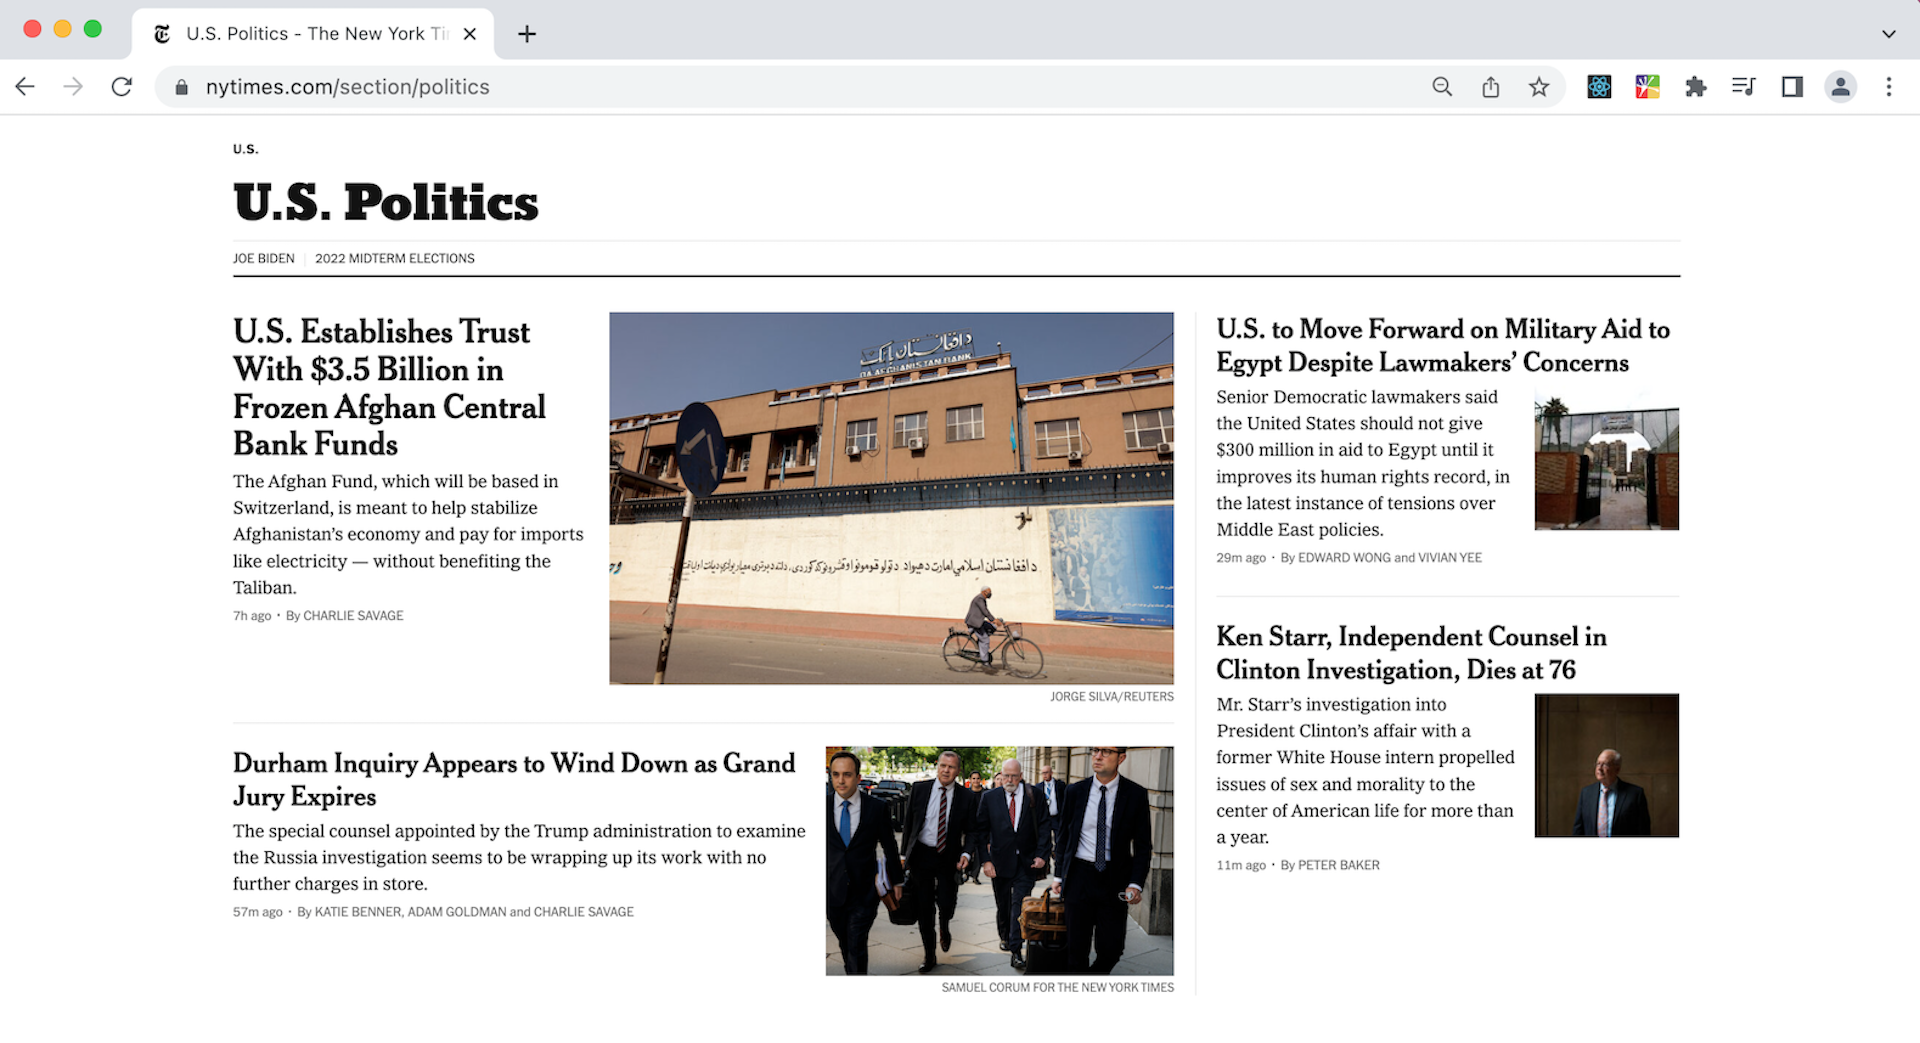 U.S. Politics - The New York Ti
nytimes.com/section/politics
U.S.
U.S. Politics
JOE BIDEN
2022 MIDTERM ELECTIONS
U.S. Establishes Trust
With $3.5 Billion in
Frozen Afghan Central
Bank Funds
The Afghan Fund, which will be based in
Switzerland, is meant to help stabilize
Afghanistan’s economy and pay for imports
like electricity — without benefiting the
Taliban.
7h ago · By CHARLIE SAVAGE
د افغانستان بانک
DA AFGHANISTAN BANK
د افغانستان اسلامي امارت د هیواد د ټولو قومونو
JORGE SILVA/REUTERS
Durham Inquiry Appears to Wind Down as Grand
Jury Expires
The special counsel appointed by the Trump administration to examine
the Russia investigation seems to be wrapping up its work with no
further charges in store.
57m ago · By KATIE BENNER, ADAM GOLDMAN and CHARLIE SAVAGE
SAMUEL CORUM FOR THE NEW YORK TIMES
U.S. to Move Forward on Military Aid to
Egypt Despite Lawmakers’ Concerns
Senior Democratic lawmakers said
the United States should not give
$300 million in aid to Egypt until it
improves its human rights record, in
the latest instance of tensions over
Middle East policies.
29m ago · By EDWARD WONG and VIVIAN YEE
Ken Starr, Independent Counsel in
Clinton Investigation, Dies at 76
Mr. Starr’s investigation into
President Clinton’s affair with a
former White House intern propelled
issues of sex and morality to the
center of American life for more than
a year.
11m ago · By PETER BAKER